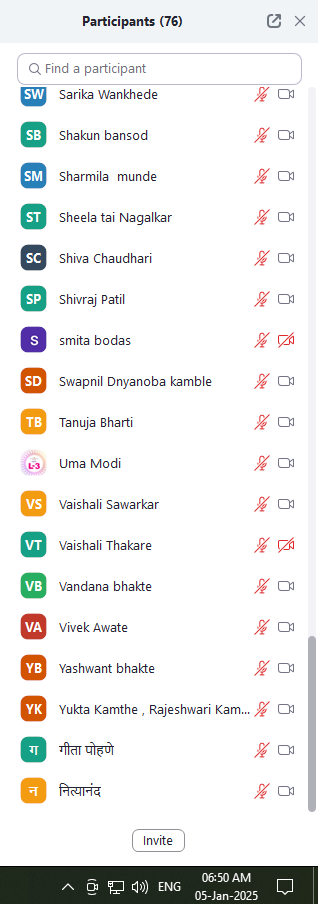 Participants (76)
Find a participant
SW Sarika Wankhede
SB Shakun bansod
SM Sharmila munde
ST Sheela tai Nagalkar
SC Shiva Chaudhari
SP Shivraj Patil
S smita bodas
SD Swapnil Dnyanoba kamble
TB Tanuja Bharti
L-3 Uma Modi
VS Vaishali Sawarkar
VT Vaishali Thakare
VB Vandana bhakte
VA Vivek Awate
YB Yashwant bhakte
YK Yukta Kamthe , Rajeshwari Kam...
ग गीता पोहणे
न नित्यानंद
Invite
ENG 06:50 AM
05-Jan-2025